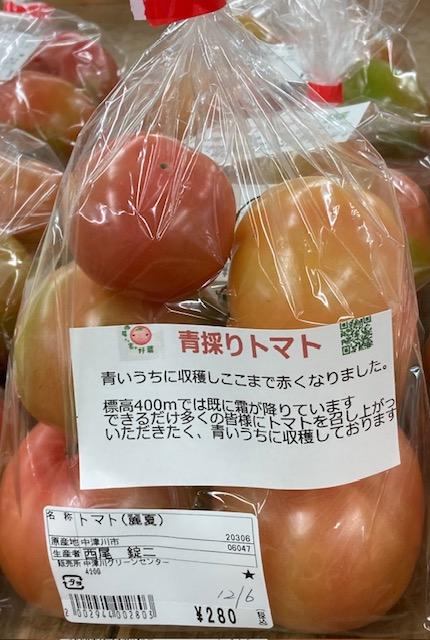 青採りトマト
青いうちに収穫しここまで赤くなりました。
標高400mでは既に霜が降りています
できるだけ多くの皆様にトマトを召し上がっ
いただきたく、青いうちに収穫しております
名 称 トマト(麗夏)
原産地 中津川市 20306
生産者 西尾 錠二 06047
販売所 中津川グリーンセンター
4200
★
12/6
¥280 (税込)
2002944002803